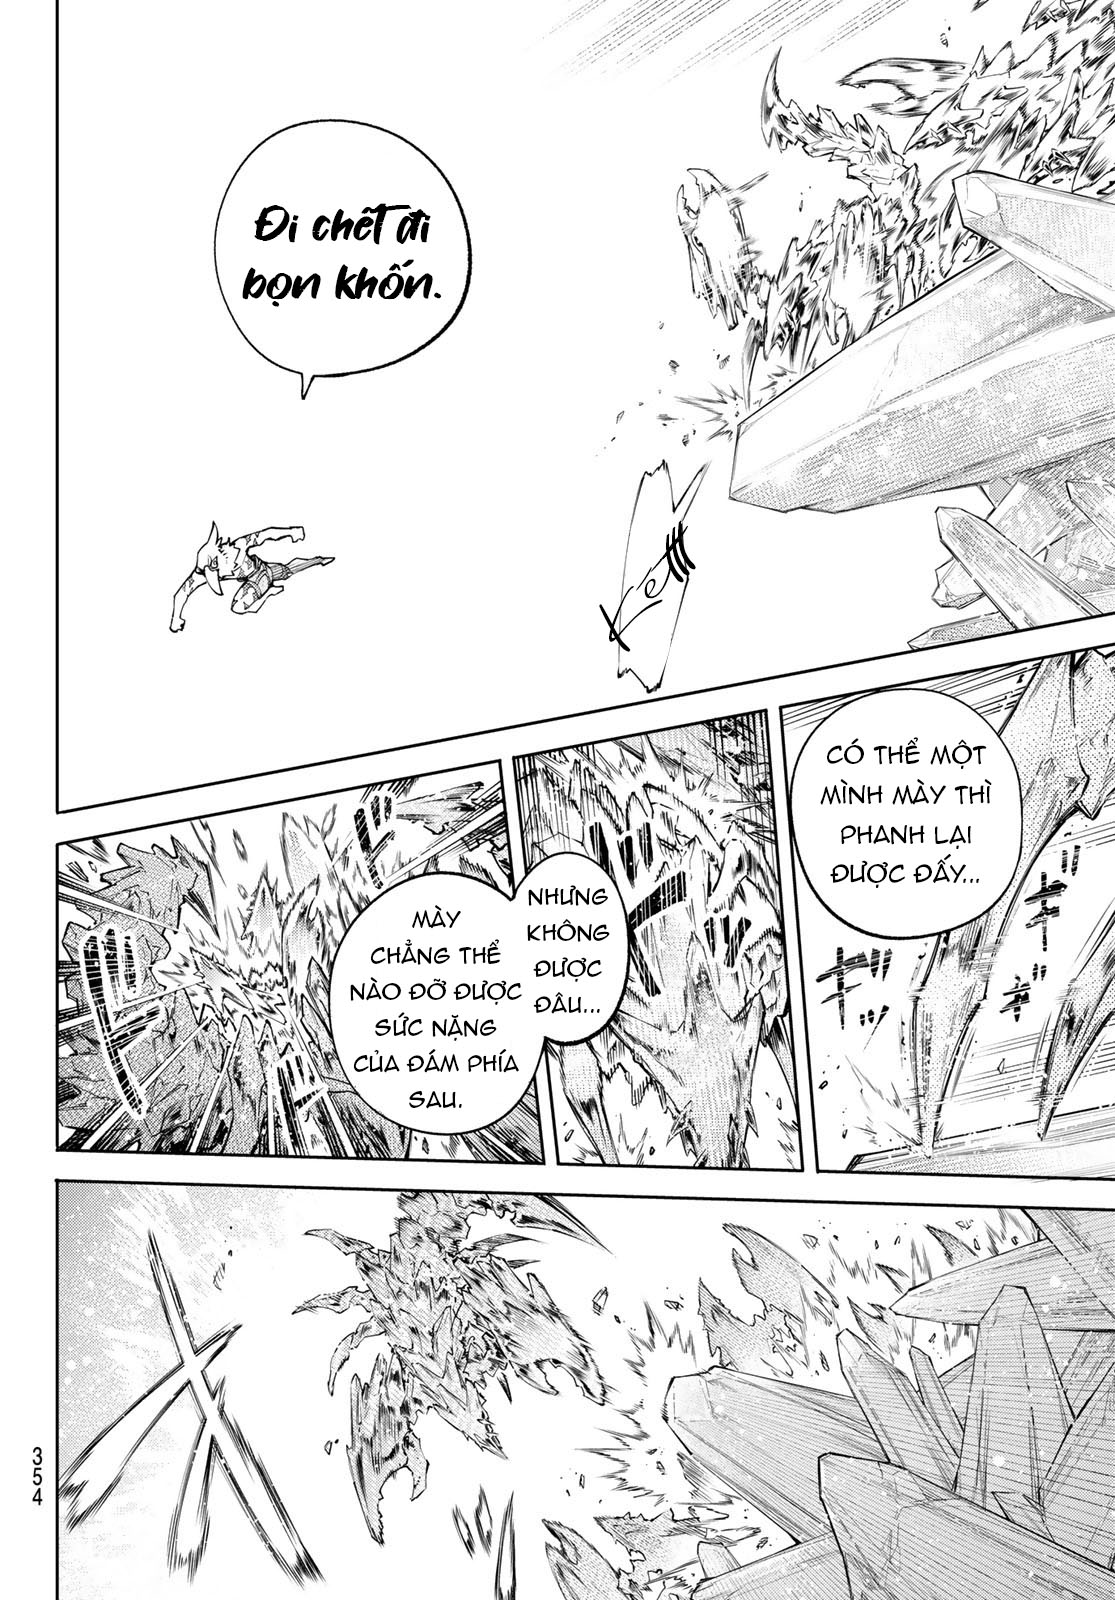 Đi chết đi
bọn khốn.
Két
CÓ THỂ MỘT
MÌNH MÀY THÌ
PHANH LẠI
ĐƯỢC ĐẤY...
NHƯNG
KHÔNG
ĐƯỢC
ĐÂU...
MÀY
CHẲNG THỂ
NÀO ĐỠ ĐƯỢC
SỨC NẶNG
CỦA ĐÁM PHÍA
SAU.
354